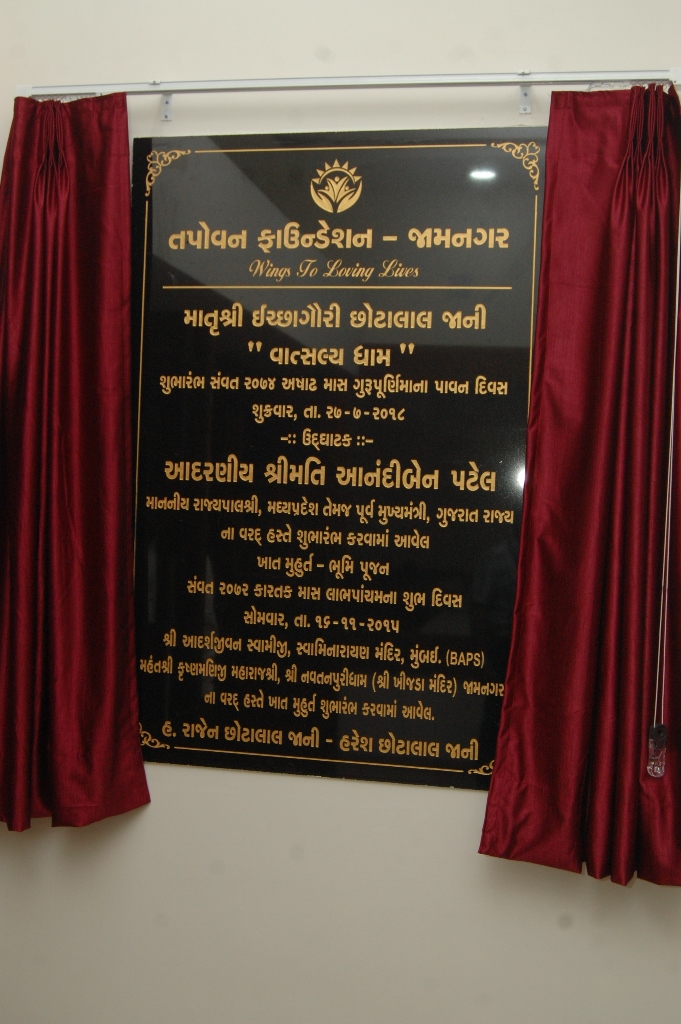 તપોવન ફાઉન્ડેશન – જામનગર
Wings To Loving Lives
માતૃશ્રી ઈચ્છાગૌરી છોટાલાલ જાની
" વાત્સલ્ય ધામ "
શુભારંભ સંવત ૨૦૭૪ અષાઢ માસ ગુરૂપૂર્ણિમાના પાવન દિવસ
શુક્રવાર, તા. ૨૭-૭-૨૦૧૮
-:: ઉદ્ઘાટક ::-
આદરણીય શ્રીમતિ આનંદીબેન પટેલ
માનનીય રાજ્યપાલશ્રી, મધ્યપ્રદેશ તેમજ પૂર્વ મુખ્યમંત્રી, ગુજરાત રાજ્ય
ના વરદ્ હસ્તે શુભારંભ કરવામાં આવેલ
ખાત મુહુર્ત – ભૂમિ પૂજન
સંવત ૨૦૭૨ કારતક માસ લાભપાંચમના શુભ દિવસ
સોમવાર, તા. ૧૬-૧૧-૨૦૧૫
શ્રી આદર્શજીવન સ્વામીજી, સ્વામિનારાયણ મંદિર, મુંબઈ. (BAPS)
મહંતશ્રી કૃષ્ણમણિજી મહારાજશ્રી, શ્રી નવતનપુરીધામ (શ્રી ખીજડા મંદિર) જામનગર
ના વરદ્ હસ્તે ખાત મુહુર્ત શુભારંભ કરવામાં આવેલ.
હ. રાજેન છોટાલાલ જાની – હરેશ છોટાલાલ જાની